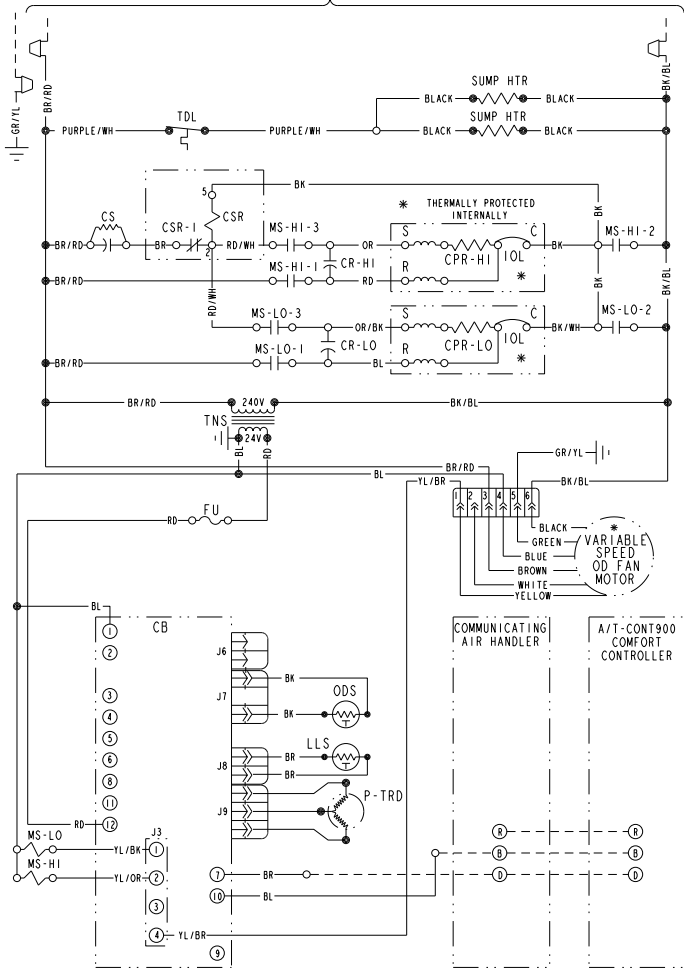 SUMP HTR
BLACK BLACK
SUMP HTR
BLACK BLACK
GR/YL
BR/RD
BK/BL
TDL
PURPLE/WH PURPLE/WH
BK
5
CSR
CS
CSR-1
2
BR/RD BR RD/WH
MS-HI-3
MS-HI-1
CR-HI
OR
RD
* THERMALLY PROTECTED
INTERNALLY
S C
CPR-HI IOL
R *
BK
BK
MS-HI-2
BR/RD
RD/WH
BK
BK/BL
MS-LO-3
MS-LO-1
CR-LO
OR/BK
BL
S C
CPR-LO IOL
R *
BK/WH
MS-LO-2
BR/RD
BR/RD 240V BK/BL
TNS
24V
BL RD
BL
BR/RD
YL/BR
GR/YL
BK/BL
1 2 3 4 5 6
RD FU
BLACK
GREEN
BLUE
BROWN
WHITE
YELLOW
*
VARIABLE
SPEED
OD FAN
MOTOR
BL
CB
1
2
3
4
5
6
8
11
RD 12
J6
J7
BK
BK
ODS
LLS
J8
BR
BR
J9
P-TRD
COMMUNICATING
AIR HANDLER
A/T-CONT900
COMFORT
CONTROLLER
MS-LO
MS-HI
J3
YL/BK 1
YL/OR 2
3
4 YL/BR
7 BR
10 BL
9
R R
B B
D D